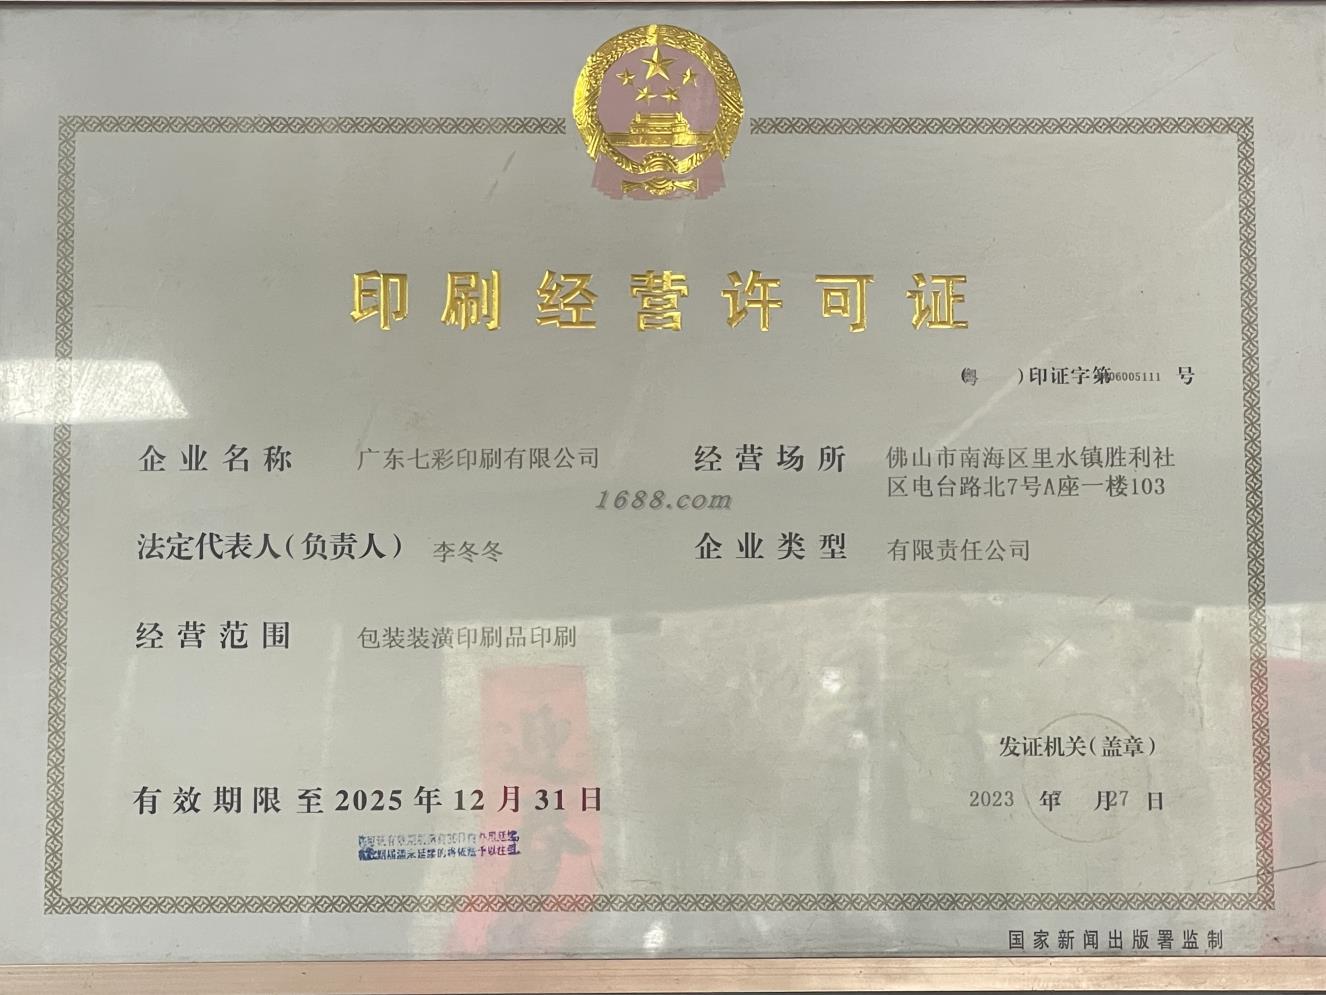 印刷经营许可证
(粤 )印证字第4406005111 号
企业名称 广东七彩印刷有限公司
经营场所 佛山市南海区里水镇胜利社
区电台路北7号A座一楼103
1688.com
法定代表人(负责人) 李冬冬
企业类型 有限责任公司
经营范围 包装装潢印刷品印刷
发证机关(盖章)
有效期限至2025年12月31日
2023 年7 月27 日
国家新闻出版署监制